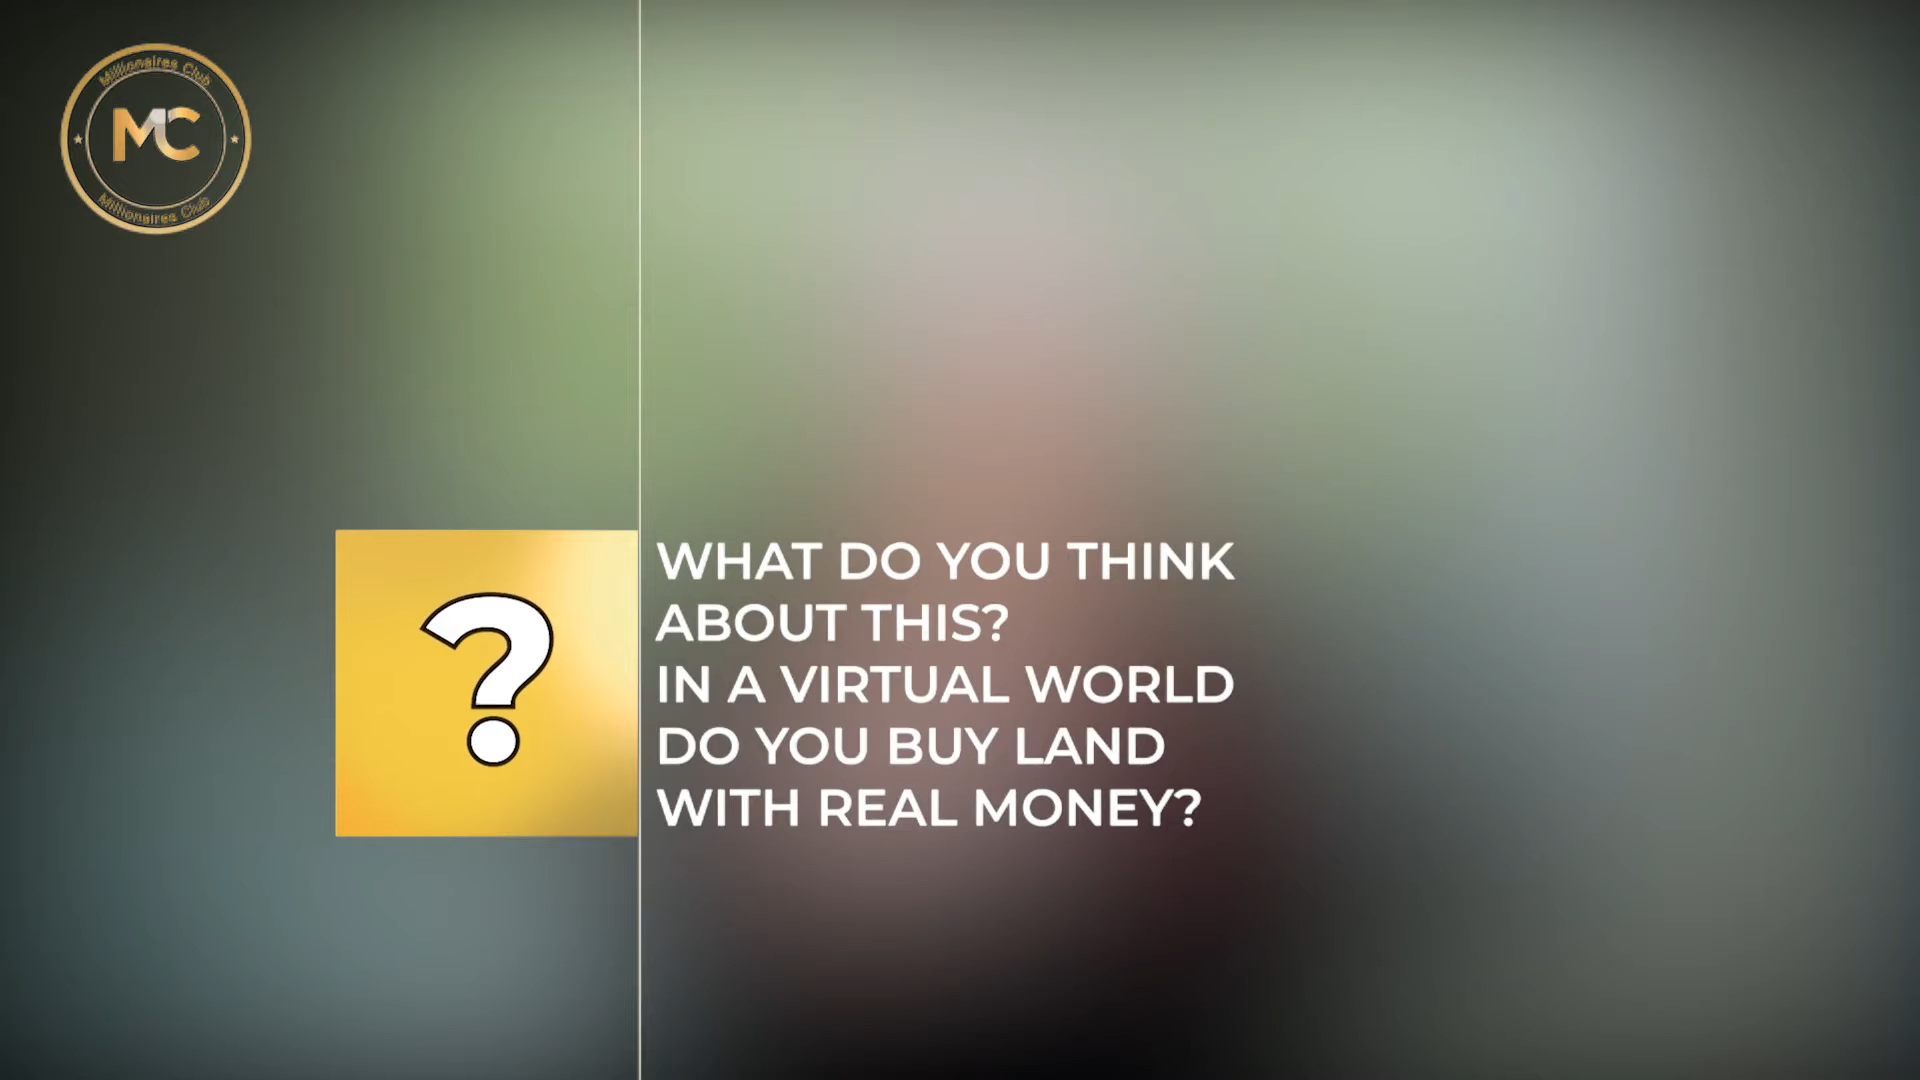 Millionaires Club
MC
Millionaires Club
?
WHAT DO YOU THINK
ABOUT THIS?
IN A VIRTUAL WORLD
DO YOU BUY LAND
WITH REAL MONEY?